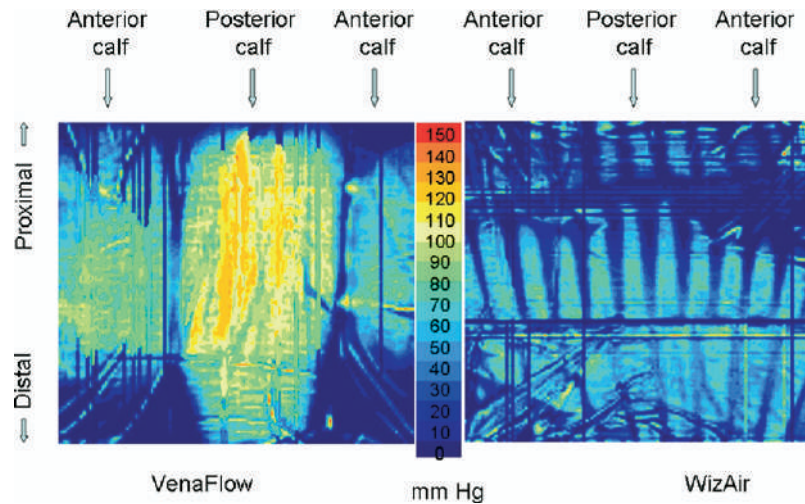 Anterior calf
Posterior calf
Anterior calf
Anterior calf
Posterior calf
Anterior calf
Proximal
Distal
150
140
130
120
110
100
90
80
70
60
50
40
30
20
10
0
VenaFlow
mm Hg
WizAir